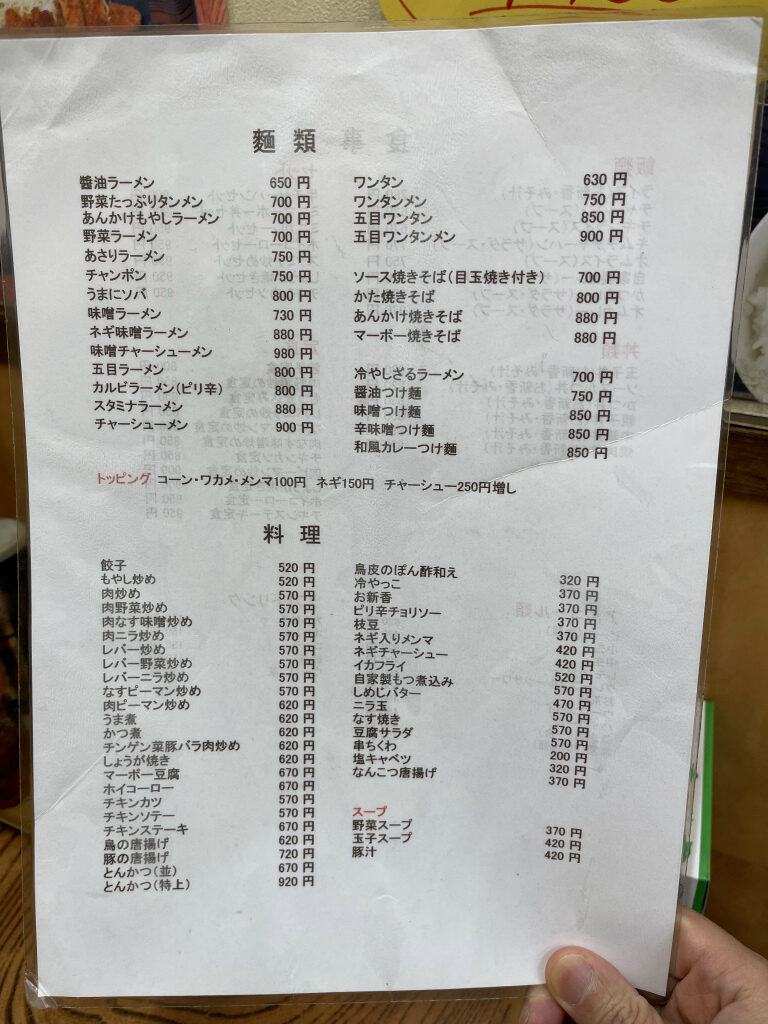 麺類
醤油ラーメン 650円
野菜たっぷりタンメン 700円
あんかけもやしラーメン 700円
野菜ラーメン 700円
あさりラーメン 750円
チャンポン 750円
うまにソバ 800円
味噌ラーメン 730円
ネギ味噌ラーメン 880円
味噌チャーシューメン 980円
五目ラーメン 800円
カルビラーメン(ピリ辛) 800円
スタミナラーメン 880円
チャーシューメン 900円
ワンタン 630円
ワンタンメン 750円
五目ワンタン 850円
五目ワンタンメン 900円
ソース焼きそば(目玉焼き付き) 700円
かた焼きそば 800円
あんかけ焼きそば 880円
マーボー焼きそば 880円
冷やしざるラーメン 700円
醤油つけ麺 750円
味噌つけ麺 850円
辛味噌つけ麺 850円
和風カレーつけ麺 850円
トッピング コーン・ワカメ・メンマ100円 ネギ150円 チャーシュー250円増し
料理
餃子 520円
もやし炒め 520円
肉炒め 570円
肉野菜炒め 570円
肉なす味噌炒め 570円
肉ニラ炒め 570円
レバー炒め 570円
レバー野菜炒め 570円
レバーニラ炒め 570円
なすピーマン炒め 570円
肉ピーマン炒め 620円
うま煮 620円
かつ煮 620円
チンゲン菜豚バラ肉炒め 620円
しょうが焼き 620円
マーボー豆腐 670円
ホイコーロー 670円
チキンカツ 570円
チキンソテー 570円
チキンステーキ 670円
鳥の唐揚げ 620円
豚の唐揚げ 720円
とんかつ(並) 670円
とんかつ(特上) 920円
鳥皮のぽん酢和え 320円
冷やっこ 370円
お新香 370円
ピリ辛チョリソー 370円
枝豆 370円
ネギ入りメンマ 420円
ネギチャーシュー 420円
イカフライ 520円
自家製もつ煮込み 570円
しめじバター 470円
ニラ玉 570円
なす焼き 570円
豆腐サラダ 570円
串ちくわ 200円
塩キャベツ 320円
なんこつ唐揚げ 370円
スープ
野菜スープ 370円
玉子スープ 420円
豚汁 420円